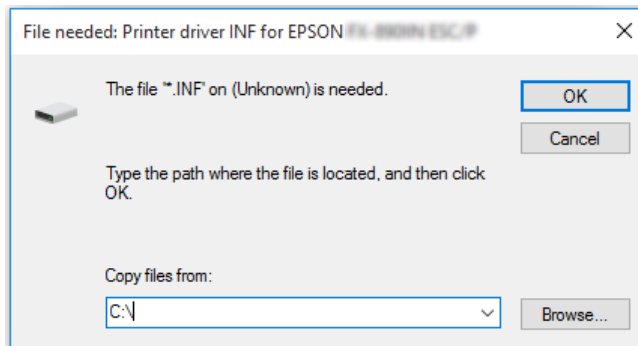 File needed: Printer driver INF for EPSON
The file '*.INF' on (Unknown) is needed.
OK
Cancel
Type the path where the file is located, and then click
OK.
Copy files from:
C:\
Browse...